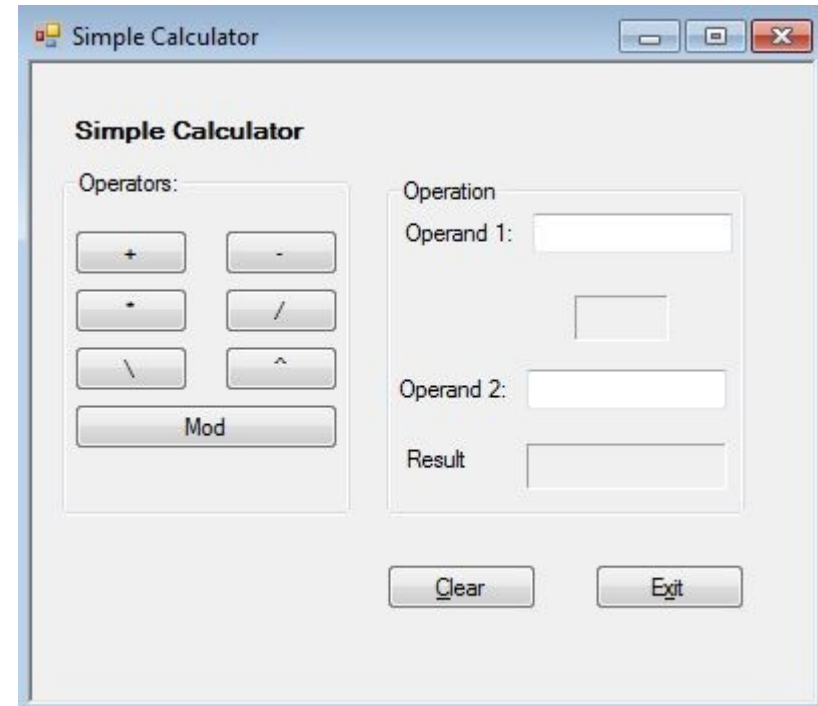 Simple Calculator
Simple Calculator
Operators:
+ -
* /
\ ^
Mod
Operation
Operand 1:
Operand 2:
Result
Clear Exit